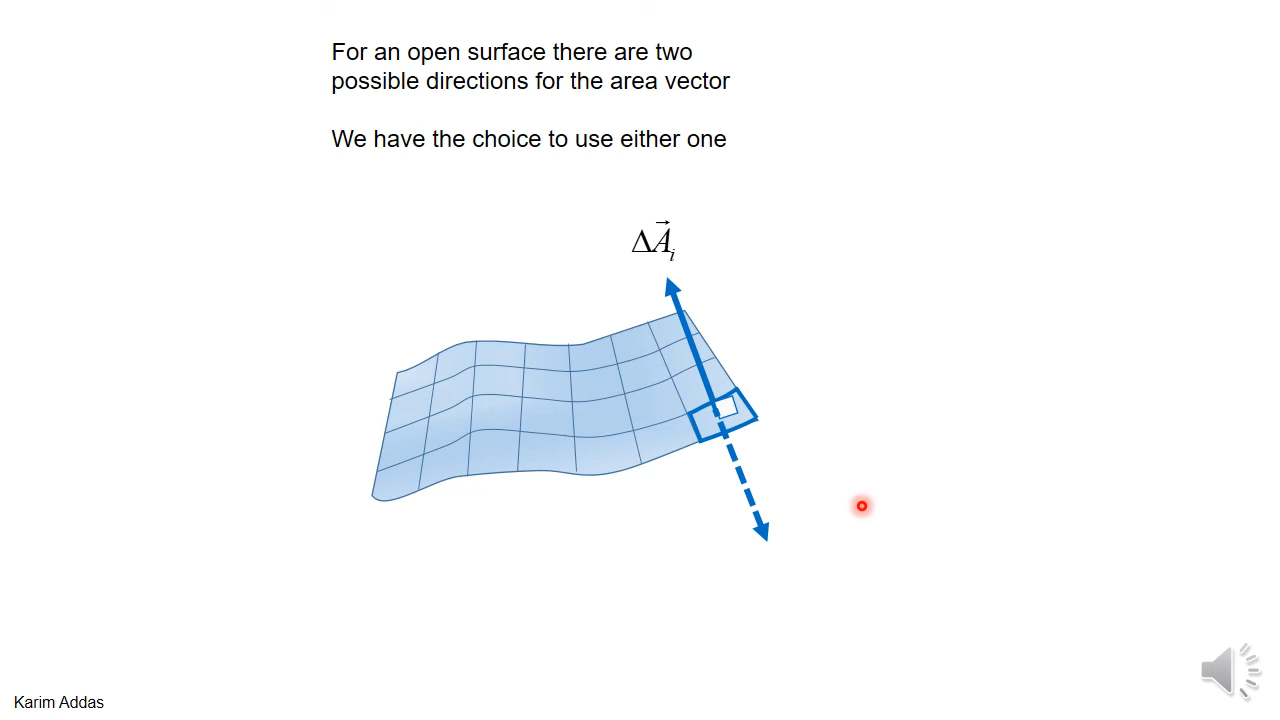 For an open surface there are two
possible directions for the area vector
We have the choice to use either one
ΔA⃗ᵢ
Karim Addas